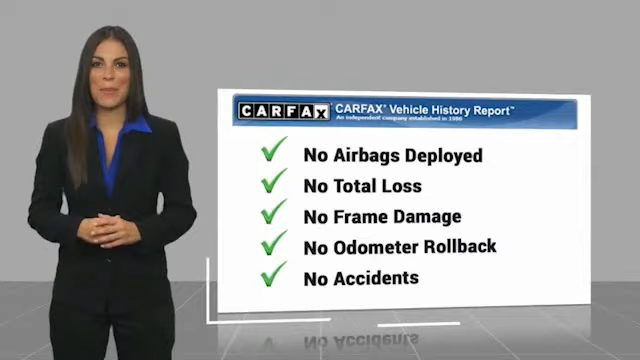 CARFAX CARFAX® Vehicle History Report™
An independent company established in 1986
No Airbags Deployed
No Total Loss
No Frame Damage
No Odometer Rollback
No Accidents